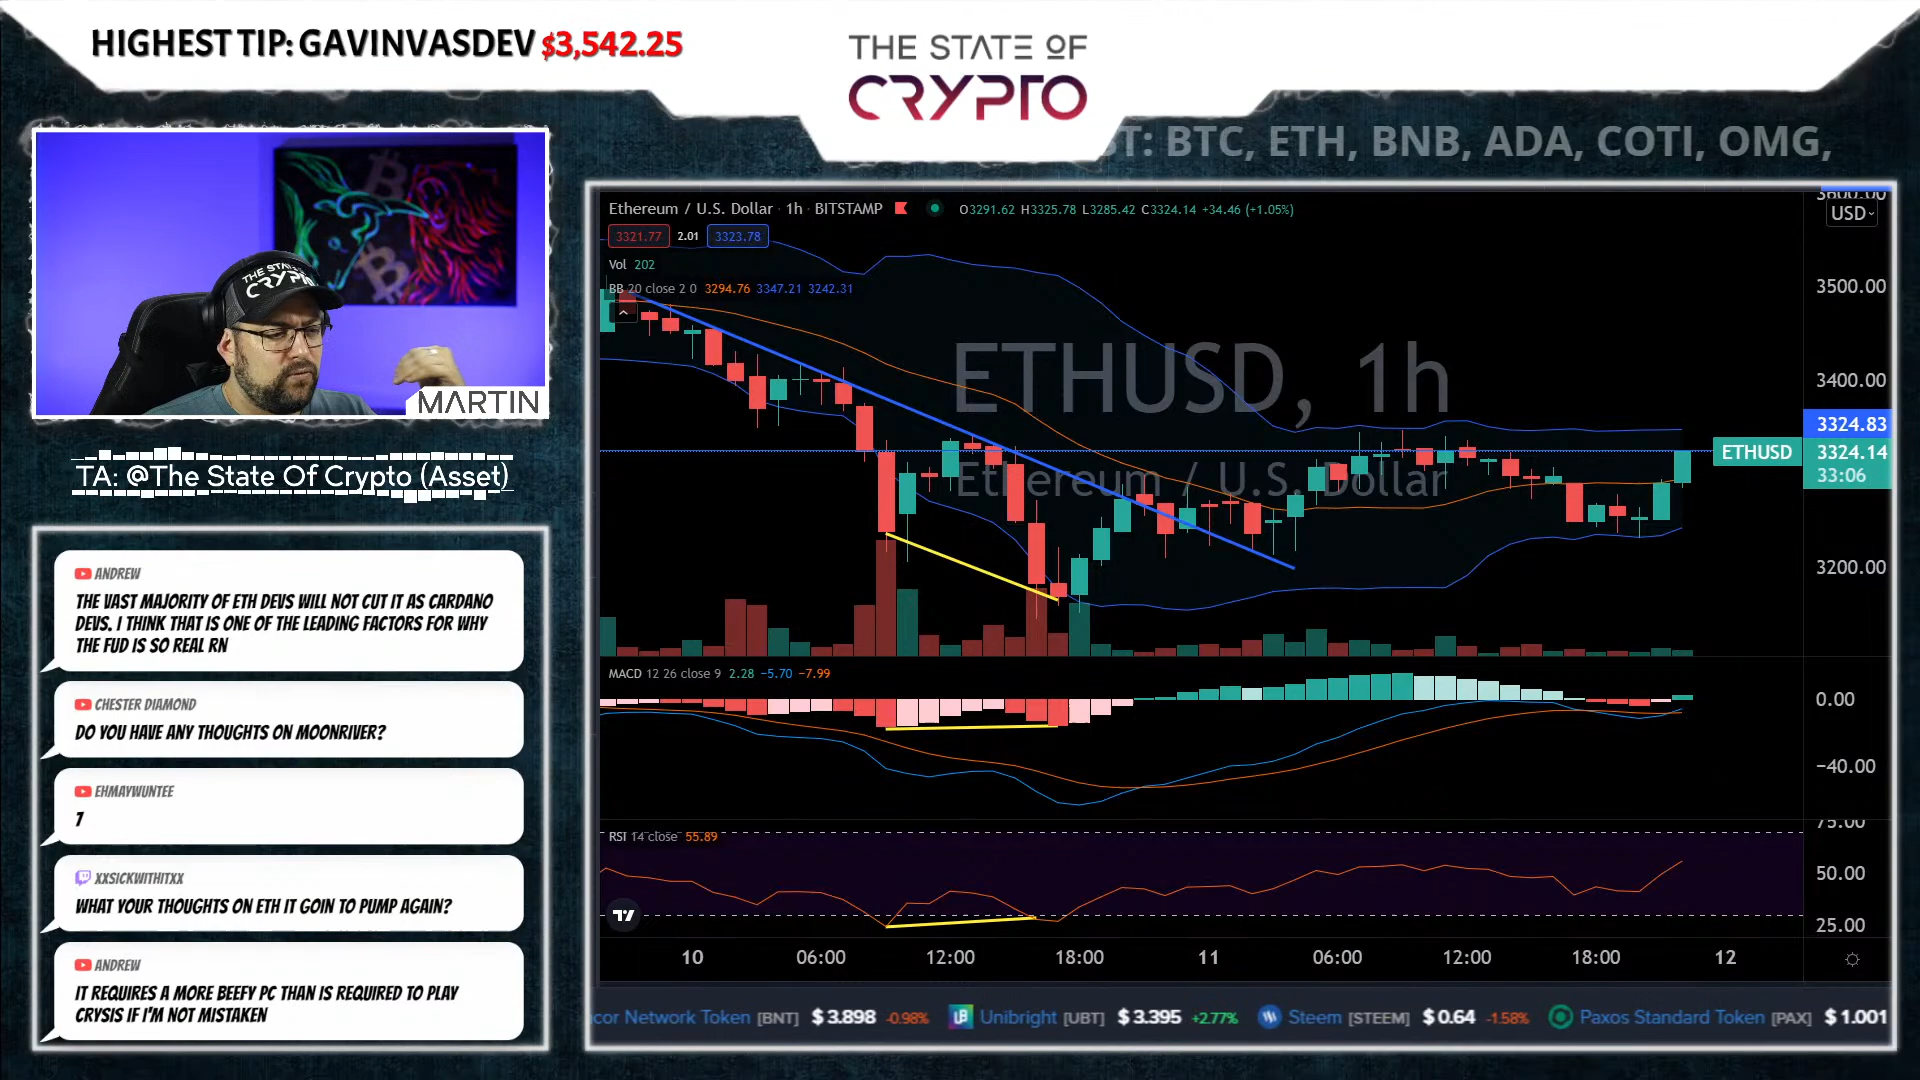 HIGHEST TIP: GAVINVASDEV $3,542.25
THE STATE OF
CRYPTO
T: BTC, ETH, BNB, ADA, COTI, OMG,
THE STATE OF
CRYPTO
MARTIN
TA: @The State Of Crypto (Asset)
ANDREW
THE VAST MAJORITY OF ETH DEVS WILL NOT CUT IT AS CARDANO
DEVS. I THINK THAT IS ONE OF THE LEADING FACTORS FOR WHY
THE FUD IS SO REAL RN
CHESTER DIAMOND
DO YOU HAVE ANY THOUGHTS ON MOONRIVER?
EHMAYWUNTEE
7
XXSICKWITHITXX
WHAT YOUR THOUGHTS ON ETH IT GOIN TO PUMP AGAIN?
ANDREW
IT REQUIRES A MORE BEEFY PC THAN IS REQUIRED TO PLAY
CRYSIS IF I'M NOT MISTAKEN
Ethereum / U.S. Dollar · 1h · BITSTAMP O3291.62 H3325.78 L3285.42 C3324.14 +34.46 (+1.05%)
3321.77 2.01 3323.78
Vol 202
BB 20 close 2 0 3294.76 3347.21 3242.31
ETHUSD, 1h
Ethereum / U.S. Dollar
3600.00
USD
3500.00
3400.00
3324.83
ETHUSD 3324.14
33:06
3200.00
MACD 12 26 close 9 2.28 −5.70 −7.99
0.00
−40.00
RSI 14 close 55.89
75.00
50.00
25.00
10 06:00 12:00 18:00 11 06:00 12:00 18:00 12
cor Network Token [BNT] $ 3.898 -0.98% Unibright [UBT] $ 3.395 +2.77% Steem [STEEM] $ 0.64 -1.58% Paxos Standard Token [PAX] $ 1.001